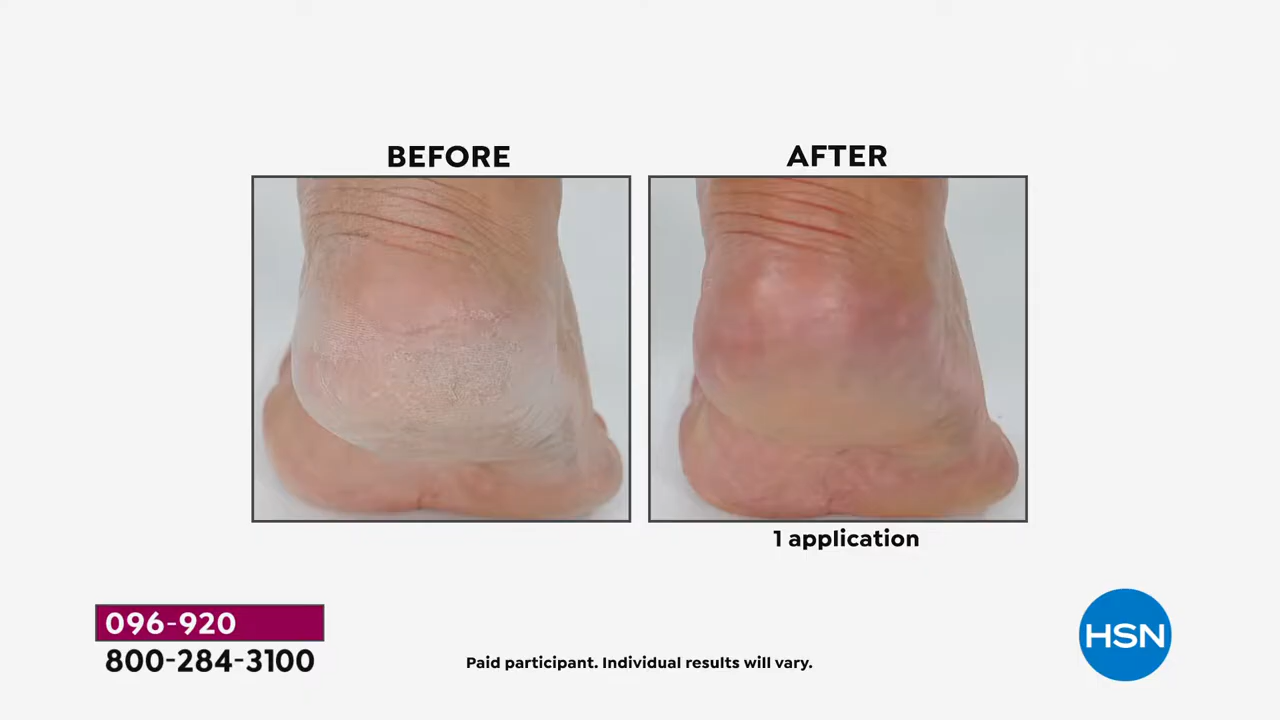 BEFORE
AFTER
1 application
096-920
800-284-3100
Paid participant. Individual results will vary.
HSN